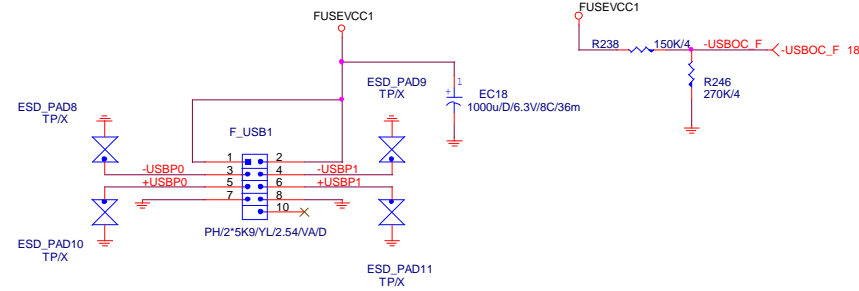 FUSEVCC1
FUSEVCC1
R238
150K/4
-USBOC_F
-USBOC_F 18
R246
270K/4
ESD_PAD9
TP/X
1
+
EC18
1000u/D/6.3V/8C/36m
ESD_PAD8
TP/X
F_USB1
1
2
-USBP0
3
4
-USBP1
+USBP0
5
6
+USBP1
7
8
10
PH/2*5K9/YL/2.54/VA/D
ESD_PAD10
TP/X
ESD_PAD11
TP/X